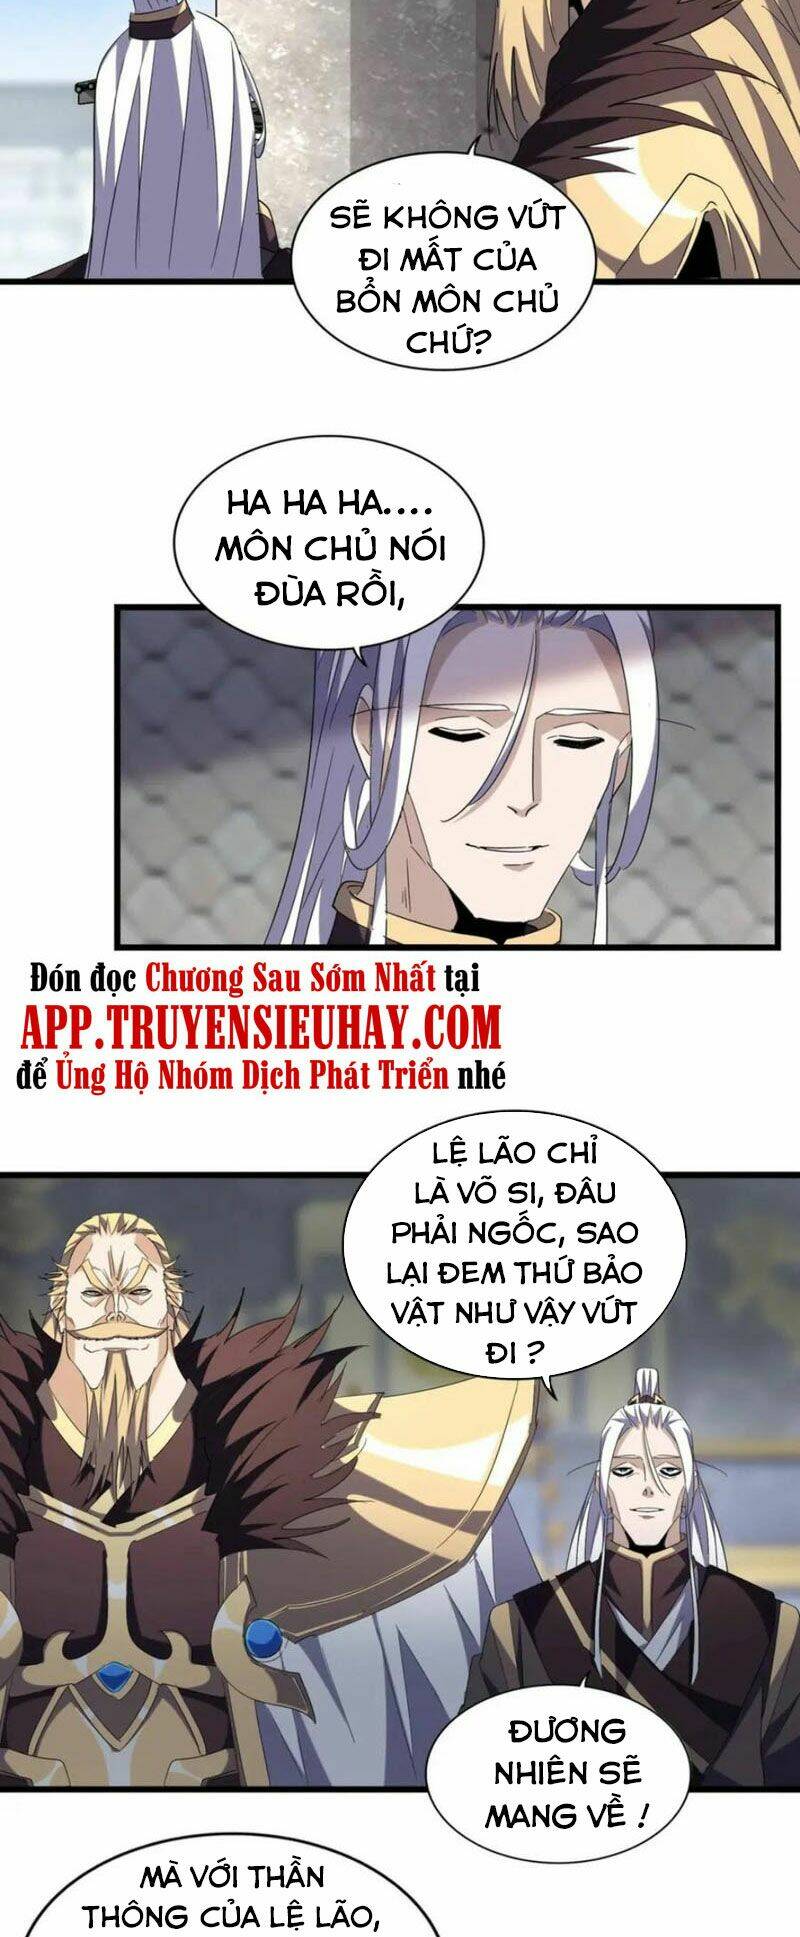 SẼ KHÔNG VỨT
ĐI MẤT CỦA
BỔN MÔN CHỦ
CHỨ?
HA HA HA....
MÔN CHỦ NÓI
ĐÙA RỒI,
Đón đọc Chương Sau Sớm Nhất tại
APP.TRUYENSIEUHAY.COM
để Ủng Hộ Nhóm Dịch Phát Triển nhé
LỆ LÃO CHỈ
LÀ VÕ SI, ĐÂU
PHẢI NGỐC, SAO
LẠI ĐEM THỨ BẢO
VẬT NHƯ VẬY VỨT
ĐI ?
ĐƯƠNG
NHIÊN SẼ
MANG VỀ !
MÀ VỚI THẦN
THÔNG CỦA LỆ LÃO,